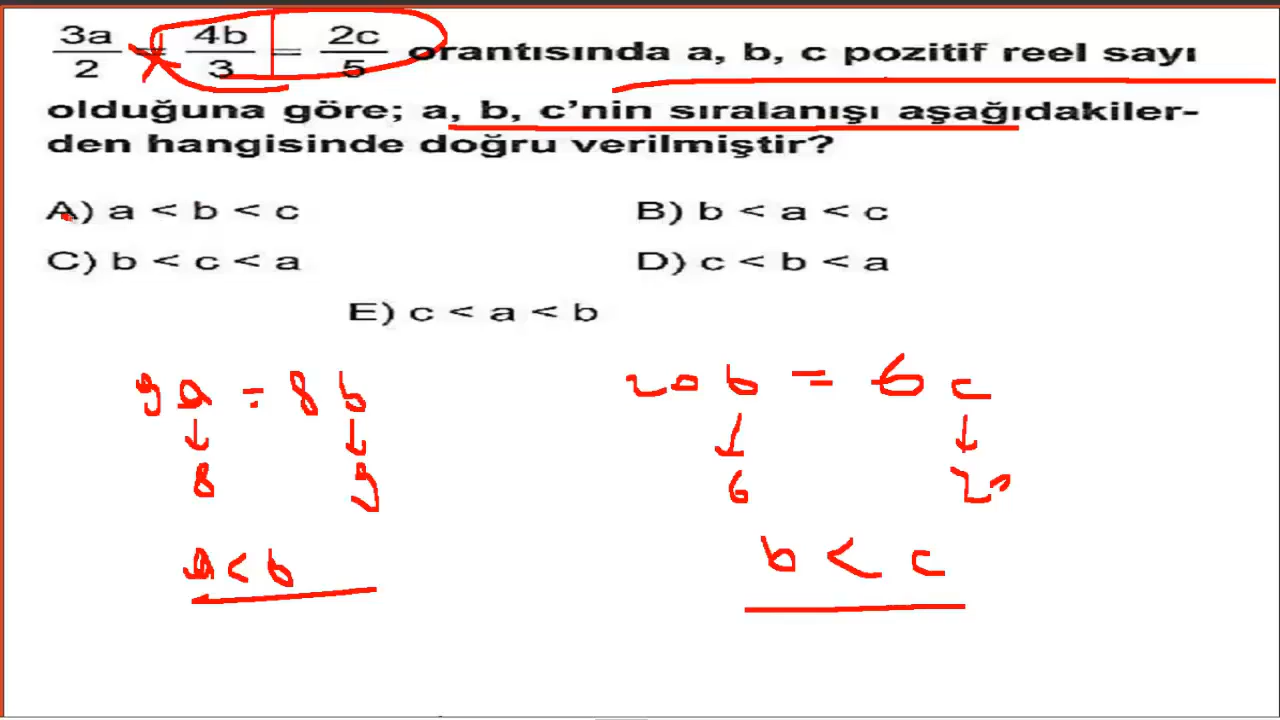 3a/2 = 4b/3 = 2c/5 orantısında a, b, c pozitif reel sayı
olduğuna göre; a, b, c'nin sıralanışı aşağıdakiler-
den hangisinde doğru verilmiştir?
A) a < b < c
B) b < a < c
C) b < c < a
D) c < b < a
E) c < a < b
9a = 8b
20b = 6c
↓ ↓
↓ ↓
8 9
6 20
a < b
b < c